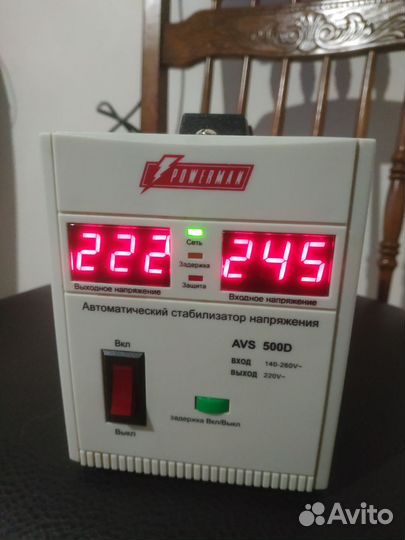 POWERMAN
222
Сеть
245
Задержка
Защита
Выходное напряжение
Входное напряжение
Автоматический стабилизатор напряжения
Вкл
AVS 500D
ВХОД 140-260V~
ВЫХОД 220V~
задержка Вкл/Выкл
Выкл
Avito